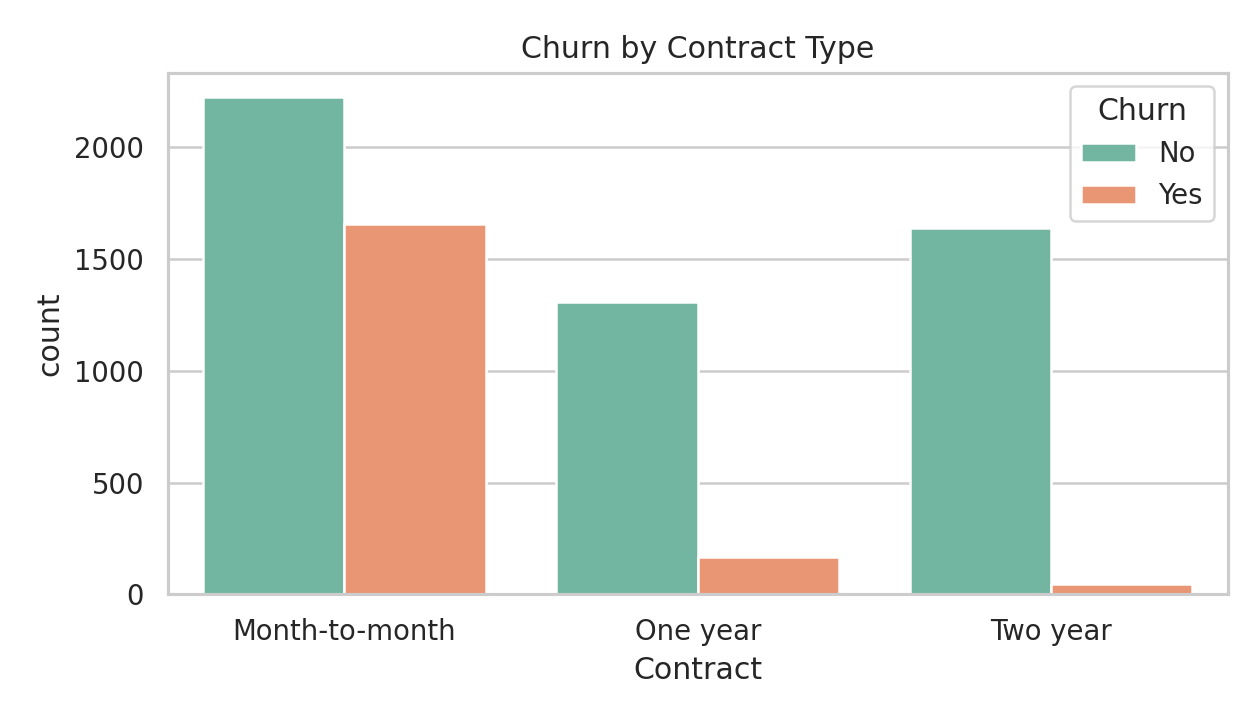 Churn by Contract Type
Churn
No
Yes
2000
1500
1000
500
0
count
Month-to-month
One year
Two year
Contract